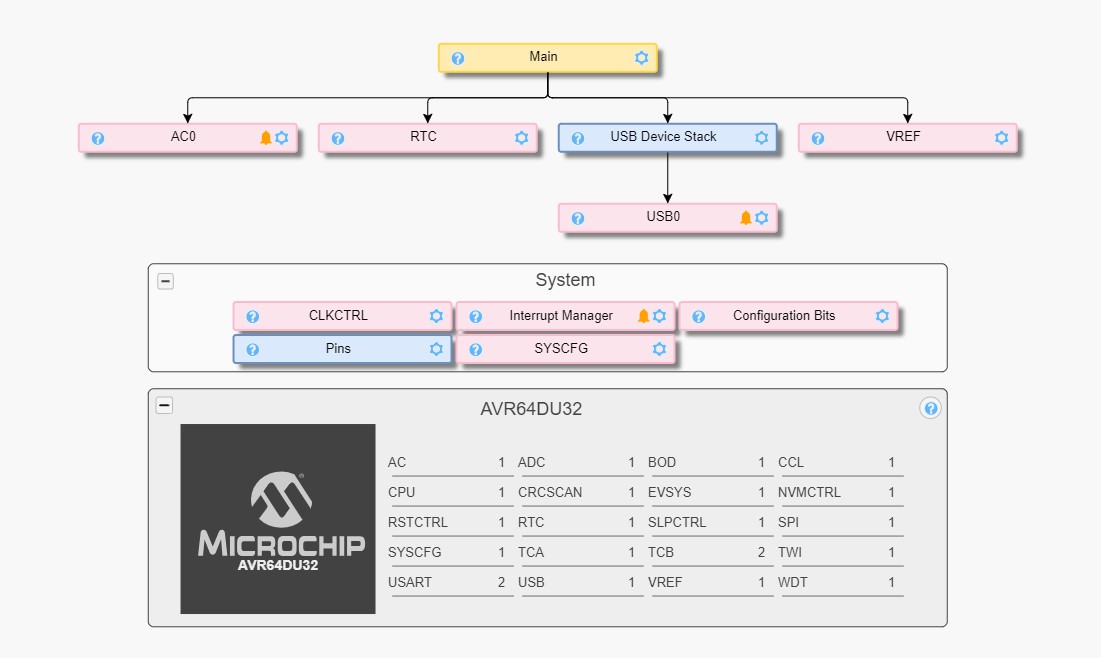 Main
AC0 RTC USB Device Stack VREF
USB0
System
CLKCTRL Interrupt Manager Configuration Bits
Pins SYSCFG
AVR64DU32
MICROCHIP
AVR64DU32
AC 1 ADC 1 BOD 1 CCL 1
CPU 1 CRCSCAN 1 EVSYS 1 NVMCTRL 1
RSTCTRL 1 RTC 1 SLPCTRL 1 SPI 1
SYSCFG 1 TCA 1 TCB 2 TWI 1
USART 2 USB 1 VREF 1 WDT 1